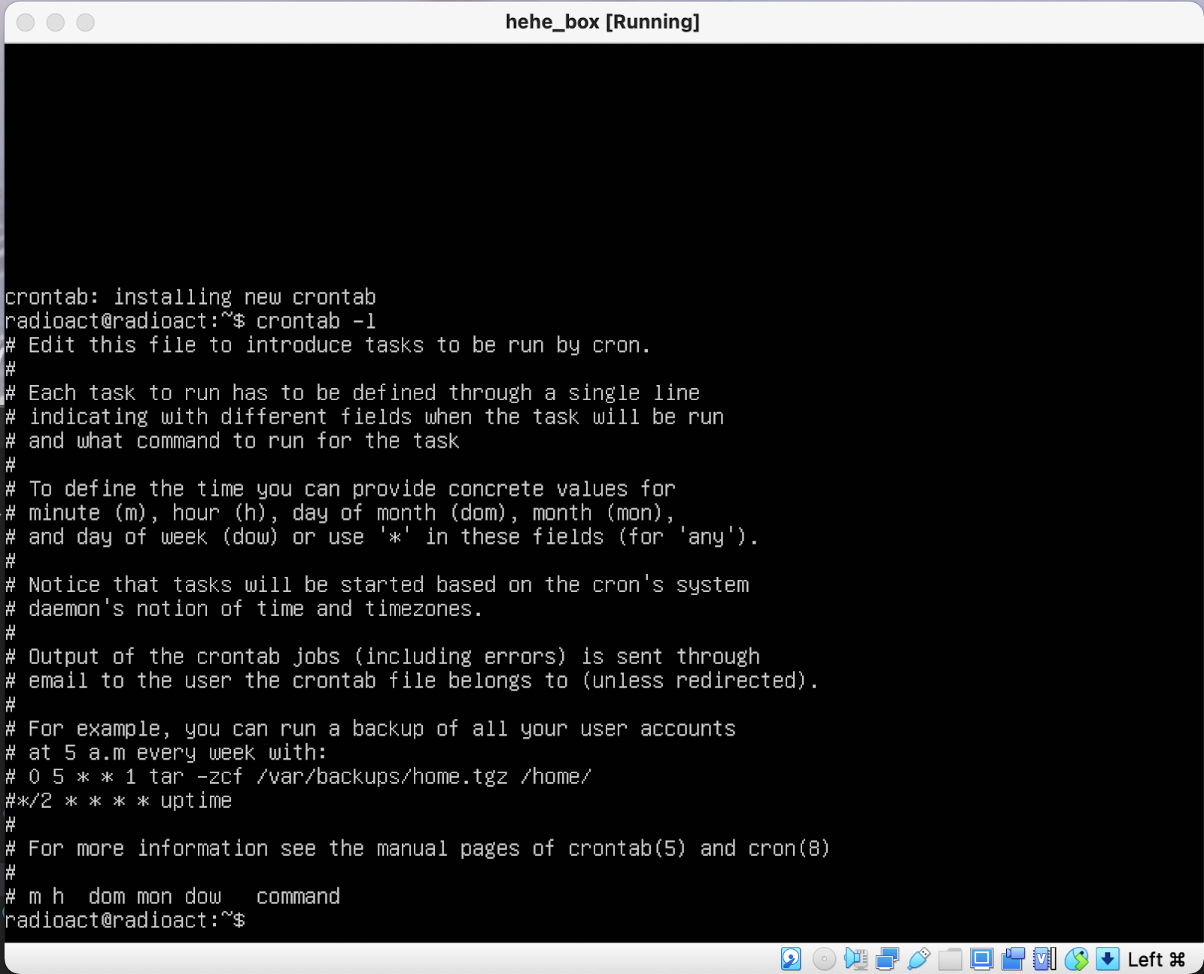 hehe_box [Running]
crontab: installing new crontab
radioact@radioact:~$ crontab -l
# Edit this file to introduce tasks to be run by cron.
#
# Each task to run has to be defined through a single line
# indicating with different fields when the task will be run
# and what command to run for the task
#
# To define the time you can provide concrete values for
# minute (m), hour (h), day of month (dom), month (mon),
# and day of week (dow) or use '*' in these fields (for 'any').
#
# Notice that tasks will be started based on the cron's system
# daemon's notion of time and timezones.
#
# Output of the crontab jobs (including errors) is sent through
# email to the user the crontab file belongs to (unless redirected).
#
# For example, you can run a backup of all your user accounts
# at 5 a.m every week with:
# 0 5 * * 1 tar -zcf /var/backups/home.tgz /home/
#*/2 * * * * uptime
#
# For more information see the manual pages of crontab(5) and cron(8)
#
# m h  dom mon dow   command
radioact@radioact:~$
Left ⌘